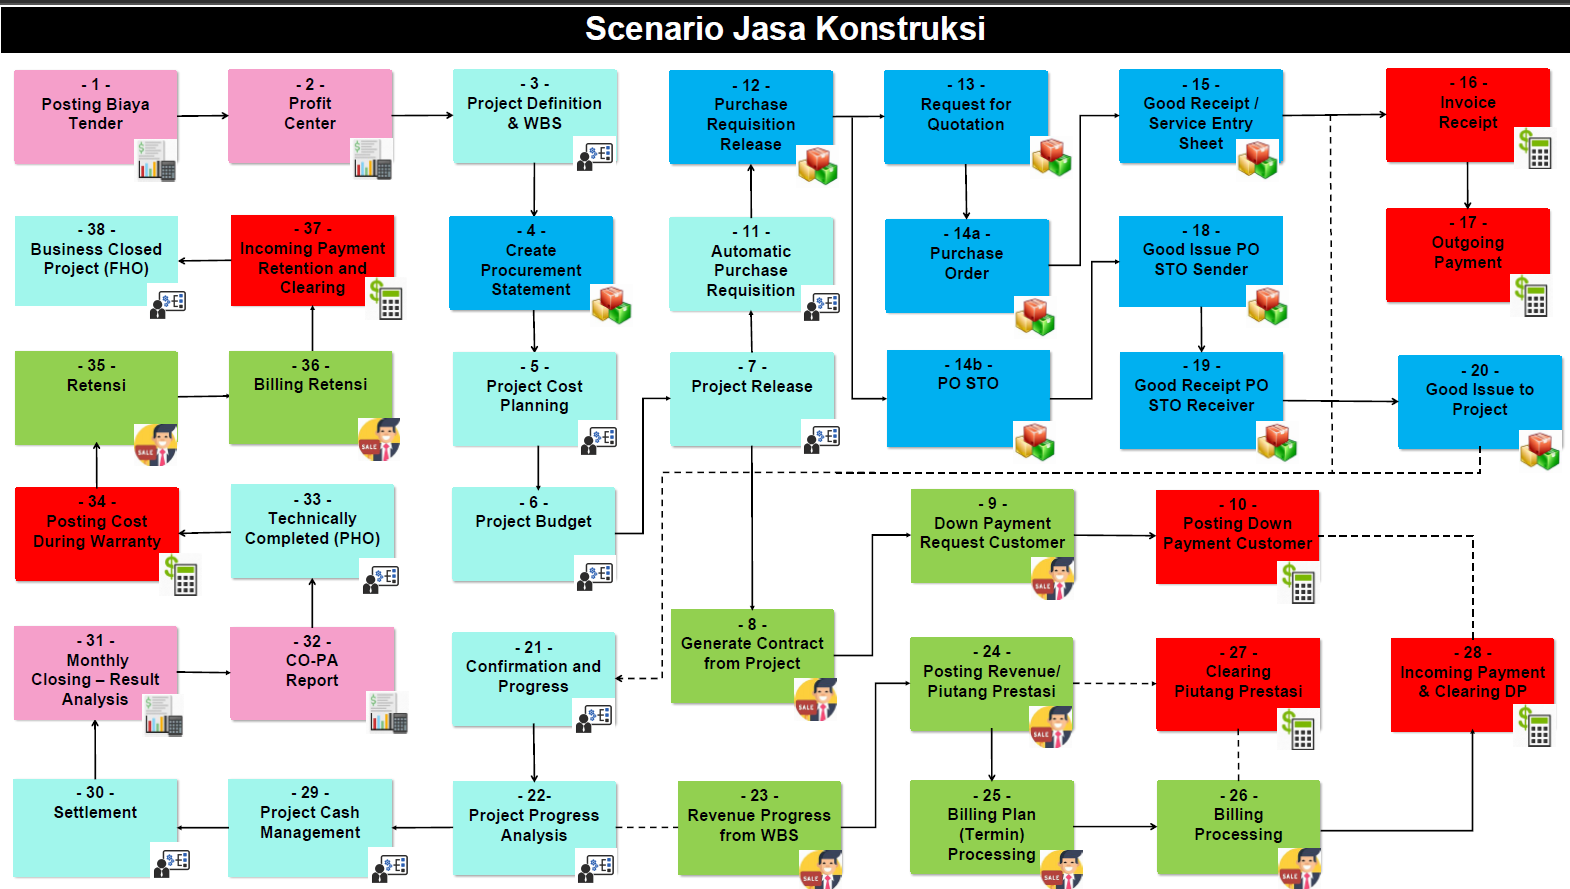 Scenario Jasa Konstruksi
- 1 -
Posting Biaya
Tender
- 2 -
Profit
Center
- 3 -
Project Definition
& WBS
- 12 -
Purchase
Requisition
Release
- 13 -
Request for
Quotation
- 15 -
Good Receipt /
Service Entry
Sheet
- 16 -
Invoice
Receipt
- 38 -
Business Closed
Project (FHO)
- 37 -
Incoming Payment
Retention and
Clearing
- 4 -
Create
Procurement
Statement
- 11 -
Automatic
Purchase
Requisition
- 14a -
Purchase
Order
- 18 -
Good Issue PO
STO Sender
- 17 -
Outgoing
Payment
- 35 -
Retensi
- 36 -
Billing Retensi
- 5 -
Project Cost
Planning
- 7 -
Project Release
- 14b -
PO STO
- 19 -
Good Receipt PO
STO Receiver
- 20 -
Good Issue to
Project
- 34 -
Posting Cost
During Warranty
- 33 -
Technically
Completed (PHO)
- 6 -
Project Budget
- 9 -
Down Payment
Request Customer
- 10 -
Posting Down
Payment Customer
- 31 -
Monthly
Closing – Result
Analysis
- 32 -
CO-PA
Report
- 21 -
Confirmation and
Progress
- 8 -
Generate Contract
from Project
- 24 -
Posting Revenue/
Piutang Prestasi
- 27 -
Clearing
Piutang Prestasi
- 28 -
Incoming Payment
& Clearing DP
- 30 -
Settlement
- 29 -
Project Cash
Management
- 22-
Project Progress
Analysis
- 23 -
Revenue Progress
from WBS
- 25 -
Billing Plan
(Termin)
Processing
- 26 -
Billing
Processing
SALE
SALE
SALE
SALE
SALE
SALE
SALE
SALE